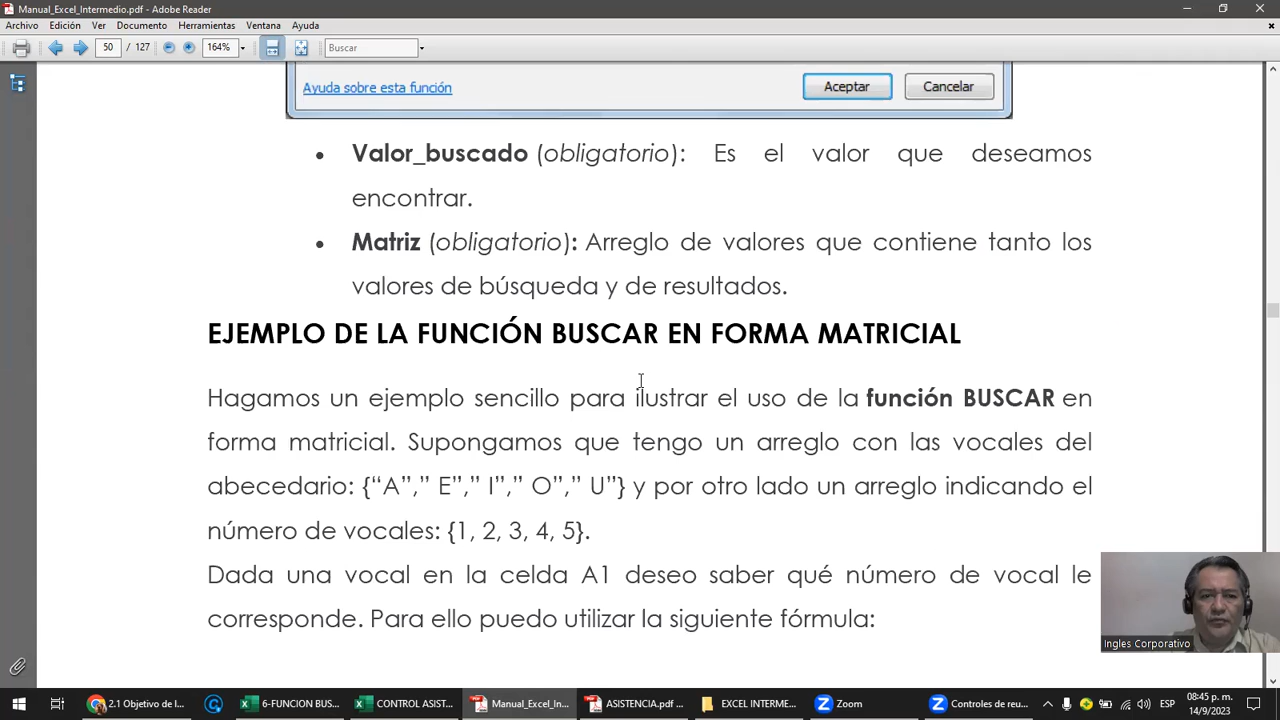 Manual_Excel_Intermedio.pdf - Adobe Reader
Archivo Edición Ver Documento Herramientas Ventana Ayuda
50 / 127 164% Buscar
Ayuda sobre esta función Aceptar Cancelar
• Valor_buscado (obligatorio): Es el valor que deseamos
encontrar.
• Matriz (obligatorio): Arreglo de valores que contiene tanto los
valores de búsqueda y de resultados.
EJEMPLO DE LA FUNCIÓN BUSCAR EN FORMA MATRICIAL
Hagamos un ejemplo sencillo para ilustrar el uso de la función BUSCAR en
forma matricial. Supongamos que tengo un arreglo con las vocales del
abecedario: {“A”,” E”,” I”,” O”,” U”} y por otro lado un arreglo indicando el
número de vocales: {1, 2, 3, 4, 5}.
Dada una vocal en la celda A1 deseo saber qué número de vocal le
corresponde. Para ello puedo utilizar la siguiente fórmula:
Ingles Corporativo
2.1 Objetivo de l... 6-FUNCION BUS... CONTROL ASIST... Manual_Excel_In... ASISTENCIA.pdf ... EXCEL INTERME... Zoom Controles de reu... ESP 08:45 p. m.
14/9/2023